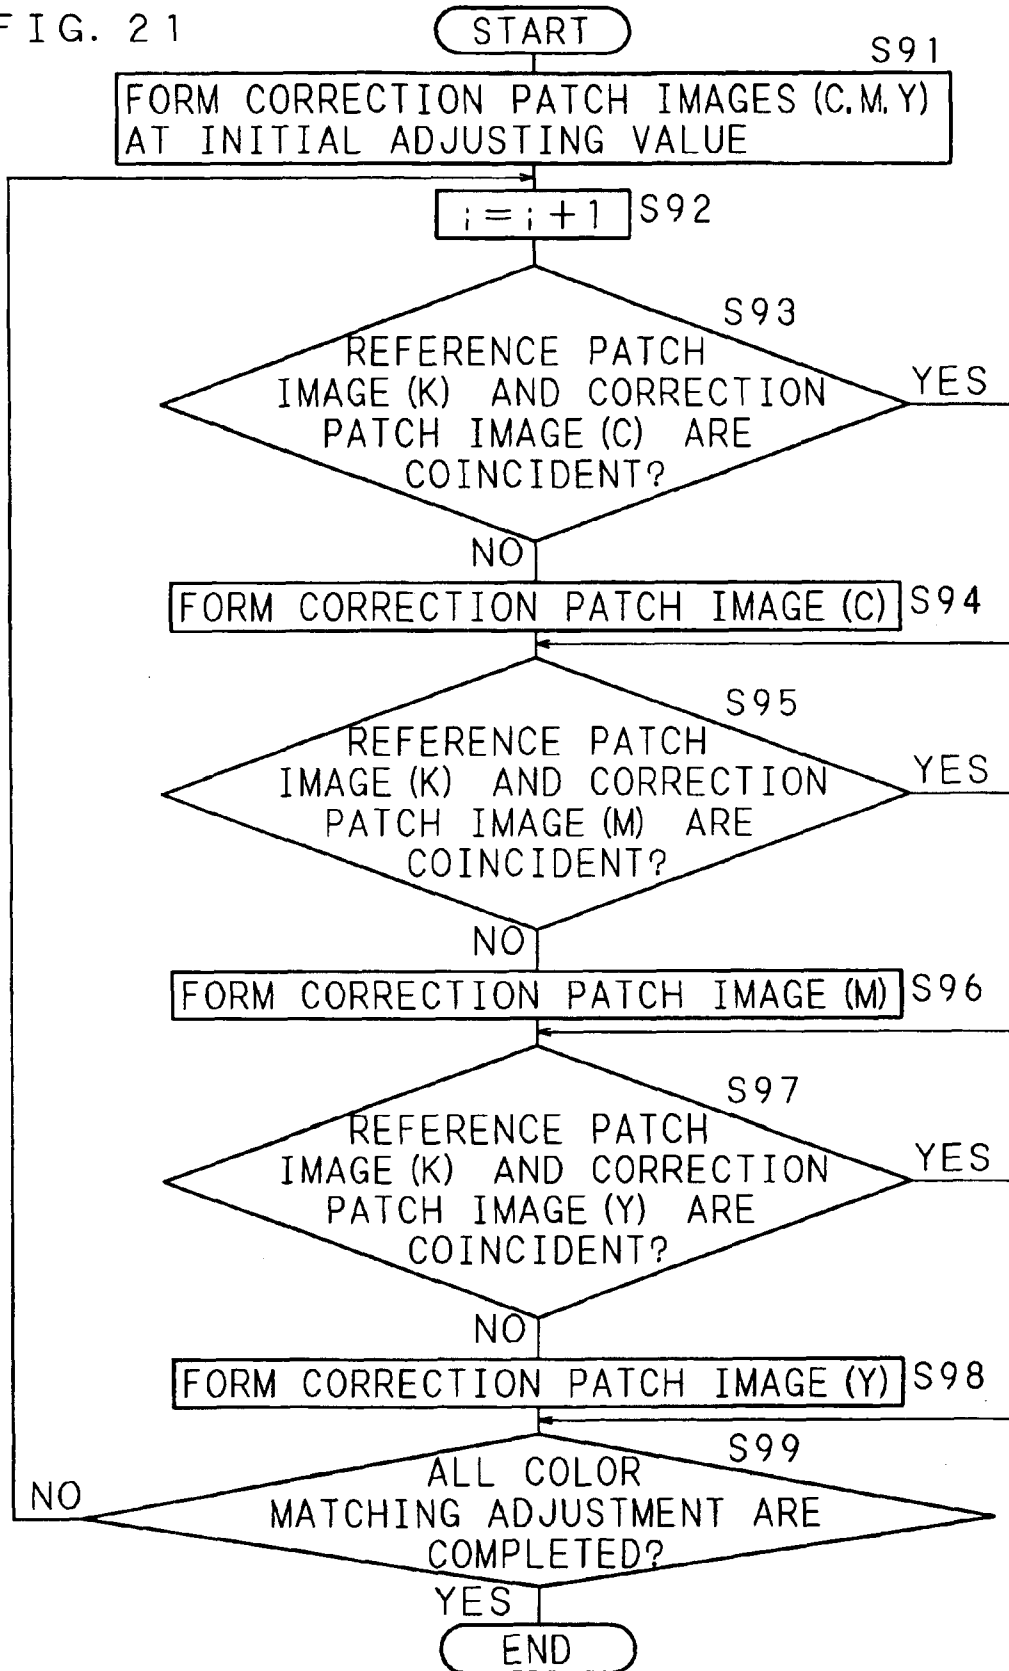 FIG. 21
START
S91
FORM CORRECTION PATCH IMAGES (C.M.Y)
AT INITIAL ADJUSTING VALUE
i=i+1
S92
S93
REFERENCE PATCH
IMAGE (K) AND CORRECTION
PATCH IMAGE (C) ARE
COINCIDENT?
YES
NO
FORM CORRECTION PATCH IMAGE (C)
S94
S95
REFERENCE PATCH
IMAGE (K) AND CORRECTION
PATCH IMAGE (M) ARE
COINCIDENT?
YES
NO
FORM CORRECTION PATCH IMAGE (M)
S96
S97
REFERENCE PATCH
IMAGE (K) AND CORRECTION
PATCH IMAGE (Y) ARE
COINCIDENT?
YES
NO
FORM CORRECTION PATCH IMAGE (Y)
S98
S99
ALL COLOR
MATCHING ADJUSTMENT ARE
COMPLETED?
NO
YES
END